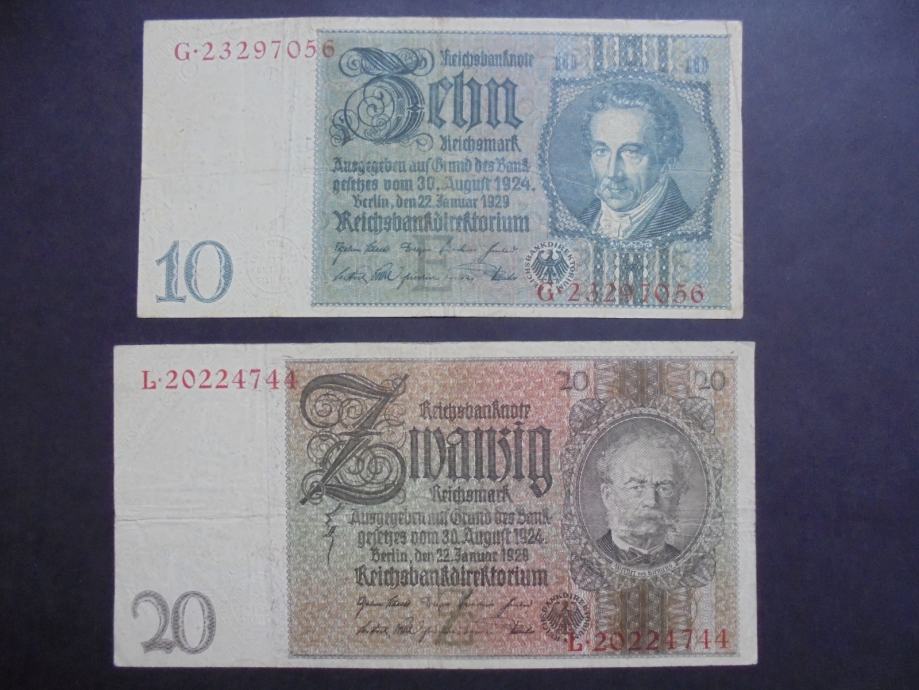 G·23297056
Reichsbanknote
Zehn
Reichsmark
Ausgegeben auf Grund des Bank-
gesetzes vom 30. August 1924.
Berlin, den 22. Januar 1929
Reichsbankdirektorium
10
REICHSBANKDIREKTORIUM
G·23297056
L·20224744
20 20
Reichsbanknote
Zwanzig
Reichsmark
Ausgegeben auf Grund des Bank-
gesetzes vom 30. August 1924.
Berlin, den 22. Januar 1929
Reichsbankdirektorium
20
L·20224744